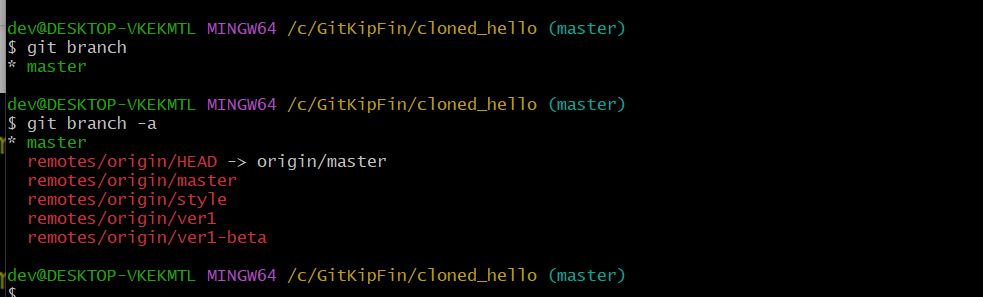 dev@DESKTOP-VKEKMTL MINGW64 /c/GitKipFin/cloned_hello (master)
$ git branch
* master
dev@DESKTOP-VKEKMTL MINGW64 /c/GitKipFin/cloned_hello (master)
$ git branch -a
* master
remotes/origin/HEAD -> origin/master
remotes/origin/master
remotes/origin/style
remotes/origin/ver1
remotes/origin/ver1-beta
dev@DESKTOP-VKEKMTL MINGW64 /c/GitKipFin/cloned_hello (master)
$